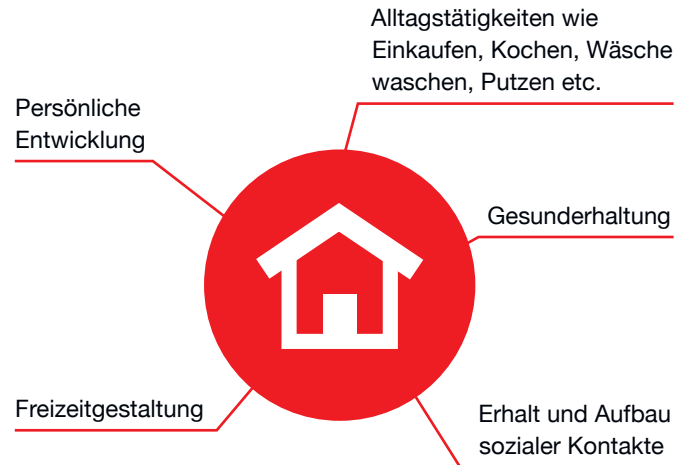 Alltagstätigkeiten wie
Einkaufen, Kochen, Wäsche
waschen, Putzen etc.
Persönliche
Entwicklung
Gesunderhaltung
Freizeitgestaltung
Erhalt und Aufbau
sozialer Kontakte